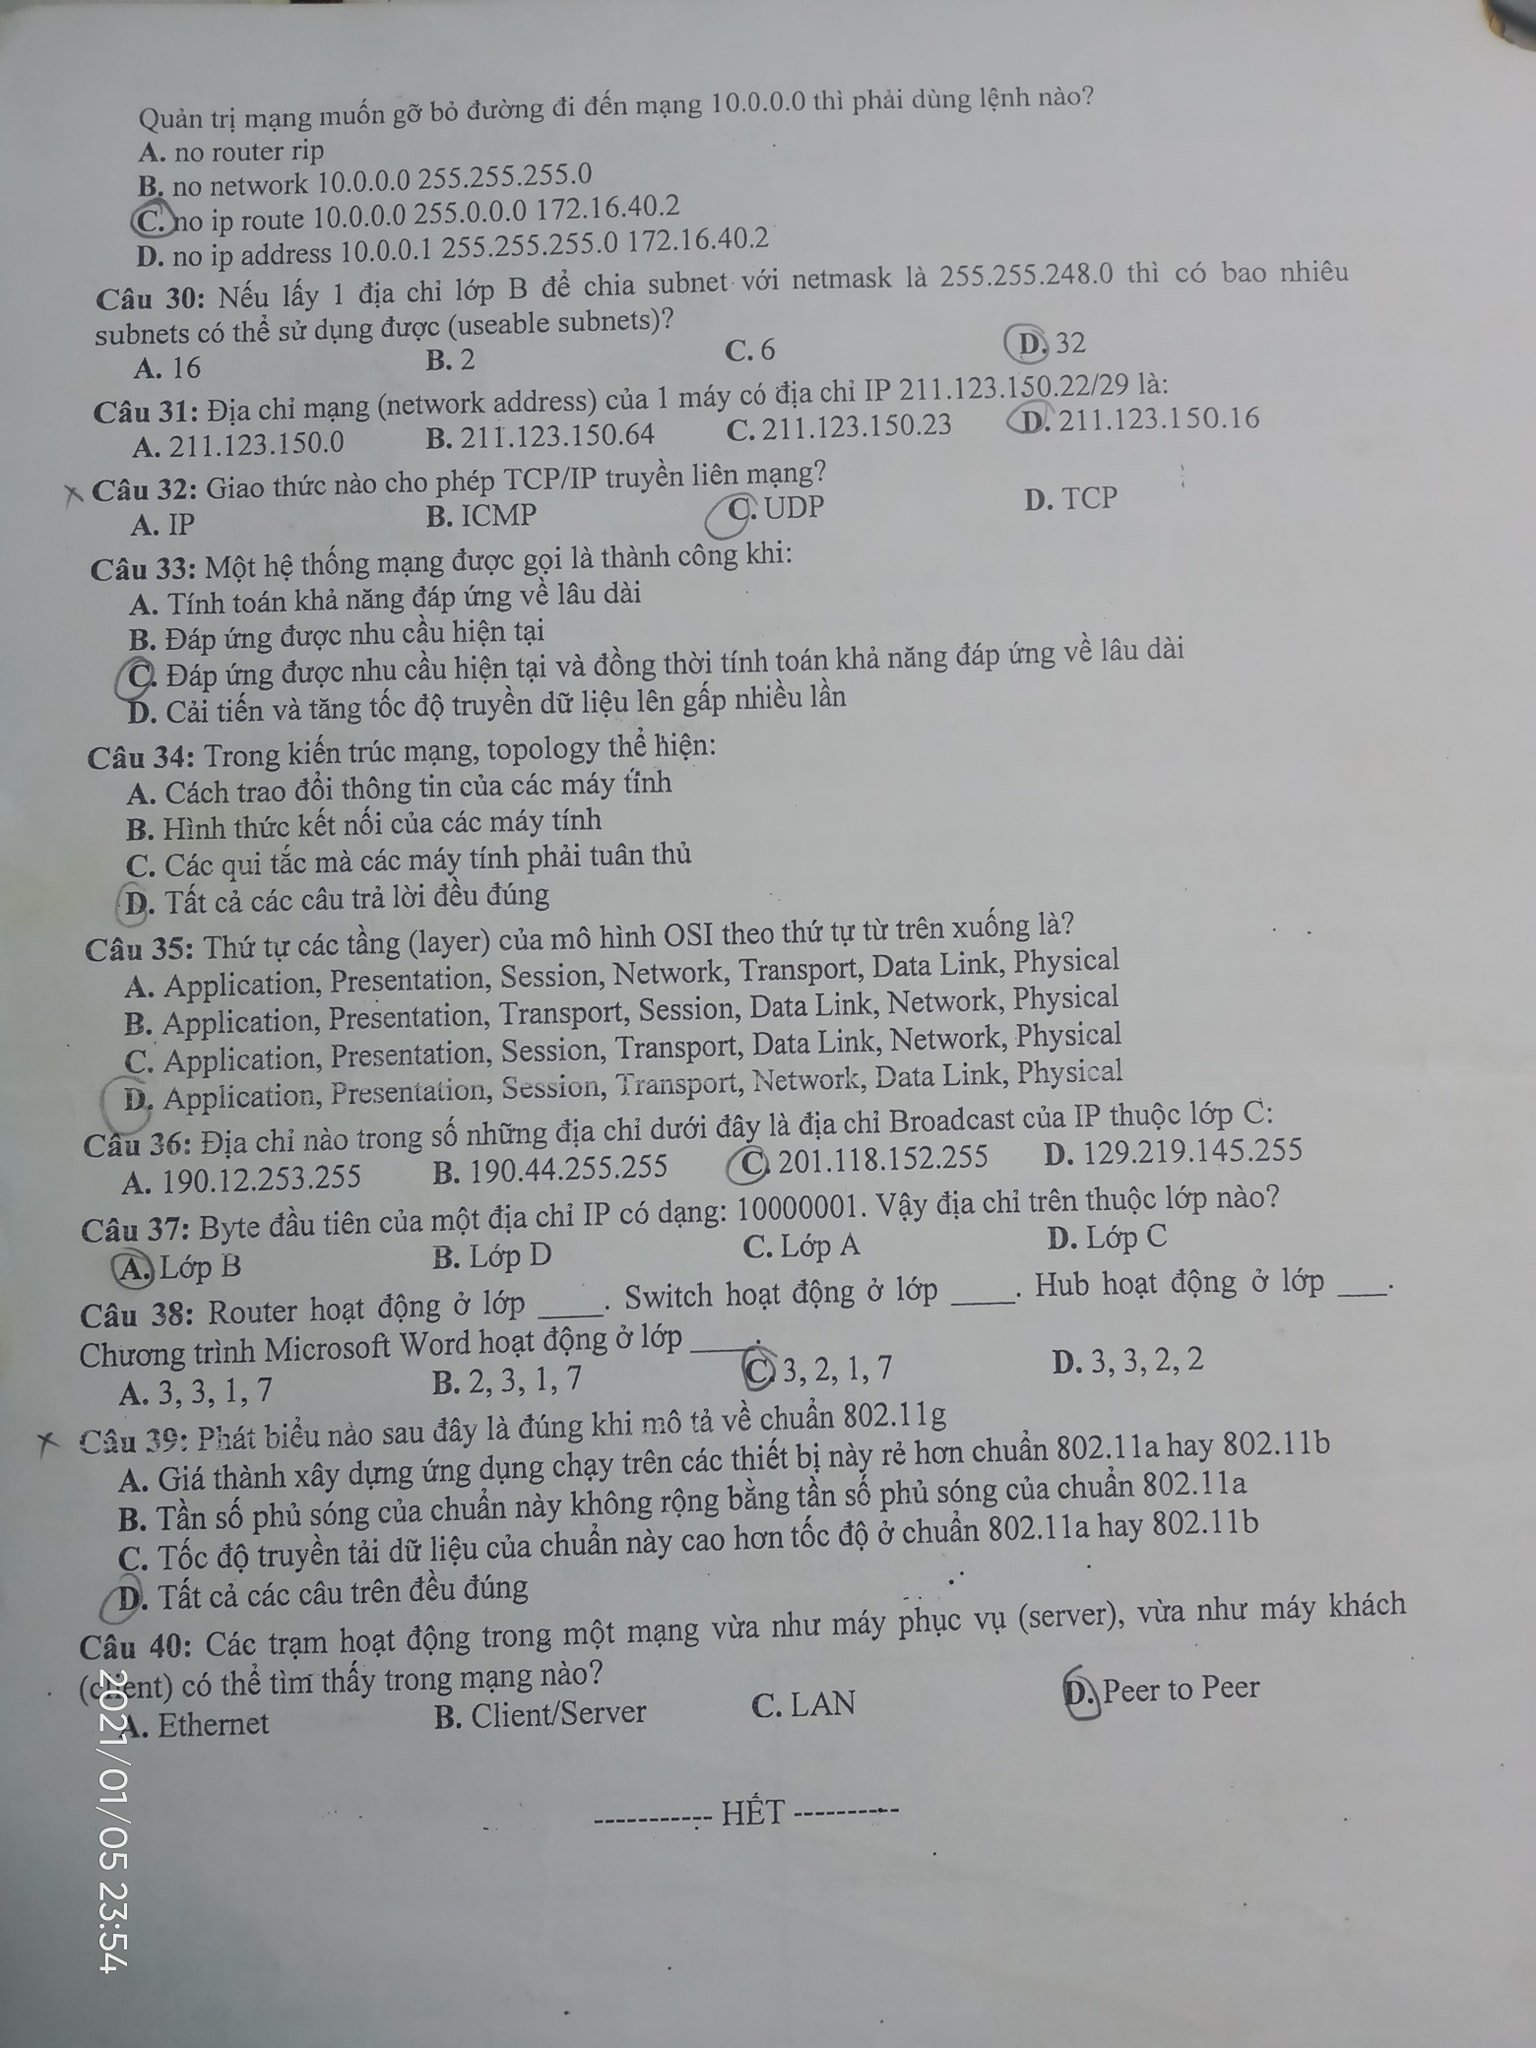 Quản trị mạng muốn gỡ bỏ đường đi đến mạng 10.0.0.0 thì phải dùng lệnh nào?
A. no router rip
B. no network 10.0.0.0 255.255.255.0
C. no ip route 10.0.0.0 255.0.0.0 172.16.40.2
D. no ip address 10.0.0.1 255.255.255.0 172.16.40.2
Câu 30: Nếu lấy 1 địa chỉ lớp B để chia subnet với netmask là 255.255.248.0 thì có bao nhiêu
subnets có thể sử dụng được (useable subnets)?
A. 16 B. 2 C. 6 D. 32
Câu 31: Địa chỉ mạng (network address) của 1 máy có địa chỉ IP 211.123.150.22/29 là:
A. 211.123.150.0 B. 211.123.150.64 C. 211.123.150.23 D. 211.123.150.16
x Câu 32: Giao thức nào cho phép TCP/IP truyền liên mạng?
A. IP B. ICMP C. UDP D. TCP
Câu 33: Một hệ thống mạng được gọi là thành công khi:
A. Tính toán khả năng đáp ứng về lâu dài
B. Đáp ứng được nhu cầu hiện tại
C. Đáp ứng được nhu cầu hiện tại và đồng thời tính toán khả năng đáp ứng về lâu dài
D. Cải tiến và tăng tốc độ truyền dữ liệu lên gấp nhiều lần
Câu 34: Trong kiến trúc mạng, topology thể hiện:
A. Cách trao đổi thông tin của các máy tính
B. Hình thức kết nối của các máy tính
C. Các qui tắc mà các máy tính phải tuân thủ
D. Tất cả các câu trả lời đều đúng
Câu 35: Thứ tự các tầng (layer) của mô hình OSI theo thứ tự từ trên xuống là?
A. Application, Presentation, Session, Network, Transport, Data Link, Physical
B. Application, Presentation, Transport, Session, Data Link, Network, Physical
C. Application, Presentation, Session, Transport, Data Link, Network, Physical
D. Application, Presentation, Session, Transport, Network, Data Link, Physical
Câu 36: Địa chỉ nào trong số những địa chỉ dưới đây là địa chỉ Broadcast của IP thuộc lớp C:
A. 190.12.253.255 B. 190.44.255.255 C. 201.118.152.255 D. 129.219.145.255
Câu 37: Byte đầu tiên của một địa chỉ IP có dạng: 10000001. Vậy địa chỉ trên thuộc lớp nào?
A. Lớp B B. Lớp D C. Lớp A D. Lớp C
Câu 38: Router hoạt động ở lớp ____. Switch hoạt động ở lớp ____. Hub hoạt động ở lớp ___.
Chương trình Microsoft Word hoạt động ở lớp ____.
A. 3, 3, 1, 7 B. 2, 3, 1, 7 C. 3, 2, 1, 7 D. 3, 3, 2, 2
x Câu 39: Phát biểu nào sau đây là đúng khi mô tả về chuẩn 802.11g
A. Giá thành xây dựng ứng dụng chạy trên các thiết bị này rẻ hơn chuẩn 802.11a hay 802.11b
B. Tần số phủ sóng của chuẩn này không rộng bằng tần số phủ sóng của chuẩn 802.11a
C. Tốc độ truyền tải dữ liệu của chuẩn này cao hơn tốc độ ở chuẩn 802.11a hay 802.11b
D. Tất cả các câu trên đều đúng
Câu 40: Các trạm hoạt động trong một mạng vừa như máy phục vụ (server), vừa như máy khách
(client) có thể tìm thấy trong mạng nào?
A. Ethernet B. Client/Server C. LAN D. Peer to Peer
----------- HẾT ----------
2021/01/05 23:54